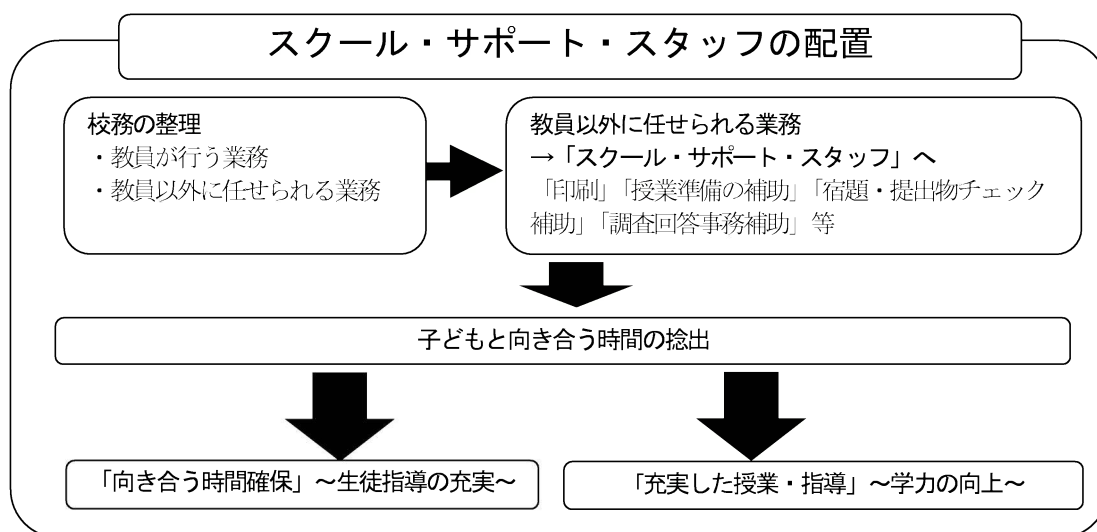 スクール・サポート・スタッフの配置
校務の整理
・教員が行う業務
・教員以外に任せられる業務
教員以外に任せられる業務
→「スクール・サポート・スタッフ」へ
「印刷」「授業準備の補助」「宿題・提出物チェック
補助」「調査回答事務補助」等
子どもと向き合う時間の捻出
「向き合う時間確保」～生徒指導の充実～
「充実した授業・指導」～学力の向上～